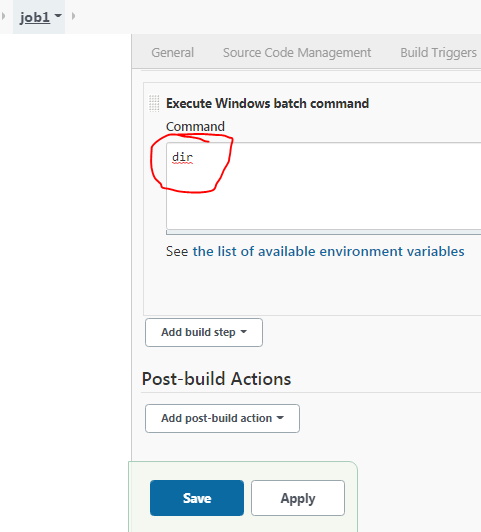 job1
General Source Code Management Build Triggers
Execute Windows batch command
Command
dir
See the list of available environment variables
Add build step
Post-build Actions
Add post-build action
Save Apply